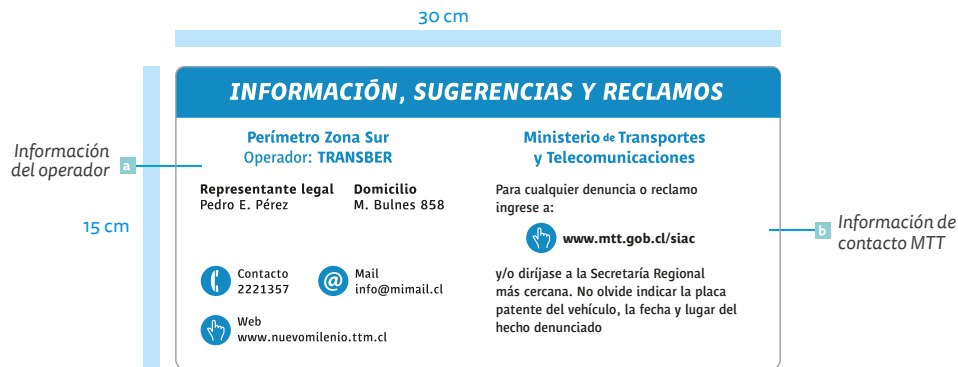 30 cm
INFORMACIÓN, SUGERENCIAS Y RECLAMOS
Información
del operador
a
15 cm
Perímetro Zona Sur
Operador: TRANSBER
Representante legal
Pedro E. Pérez
Domicilio
M. Bulnes 858
Contacto
2221357
@
Mail
info@mimail.cl
Web
www.nuevomilenio.ttm.cl
Ministerio de Transportes
y Telecomunicaciones
Para cualquier denuncia o reclamo
ingrese a:
www.mtt.gob.cl/siac
y/o diríjase a la Secretaría Regional
más cercana. No olvide indicar la placa
patente del vehículo, la fecha y lugar del
hecho denunciado
b
Información de
contacto MTT